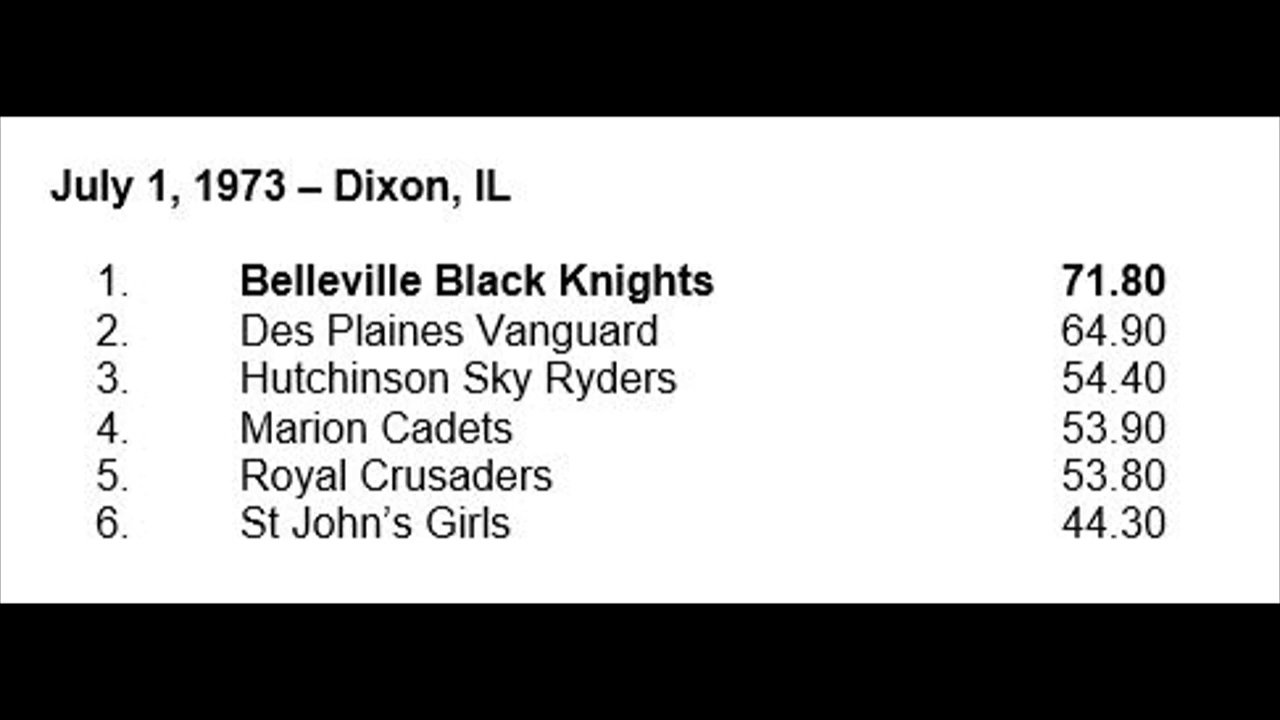 July 1, 1973 – Dixon, IL
1. Belleville Black Knights 71.80
2. Des Plaines Vanguard 64.90
3. Hutchinson Sky Ryders 54.40
4. Marion Cadets 53.90
5. Royal Crusaders 53.80
6. St John’s Girls 44.30